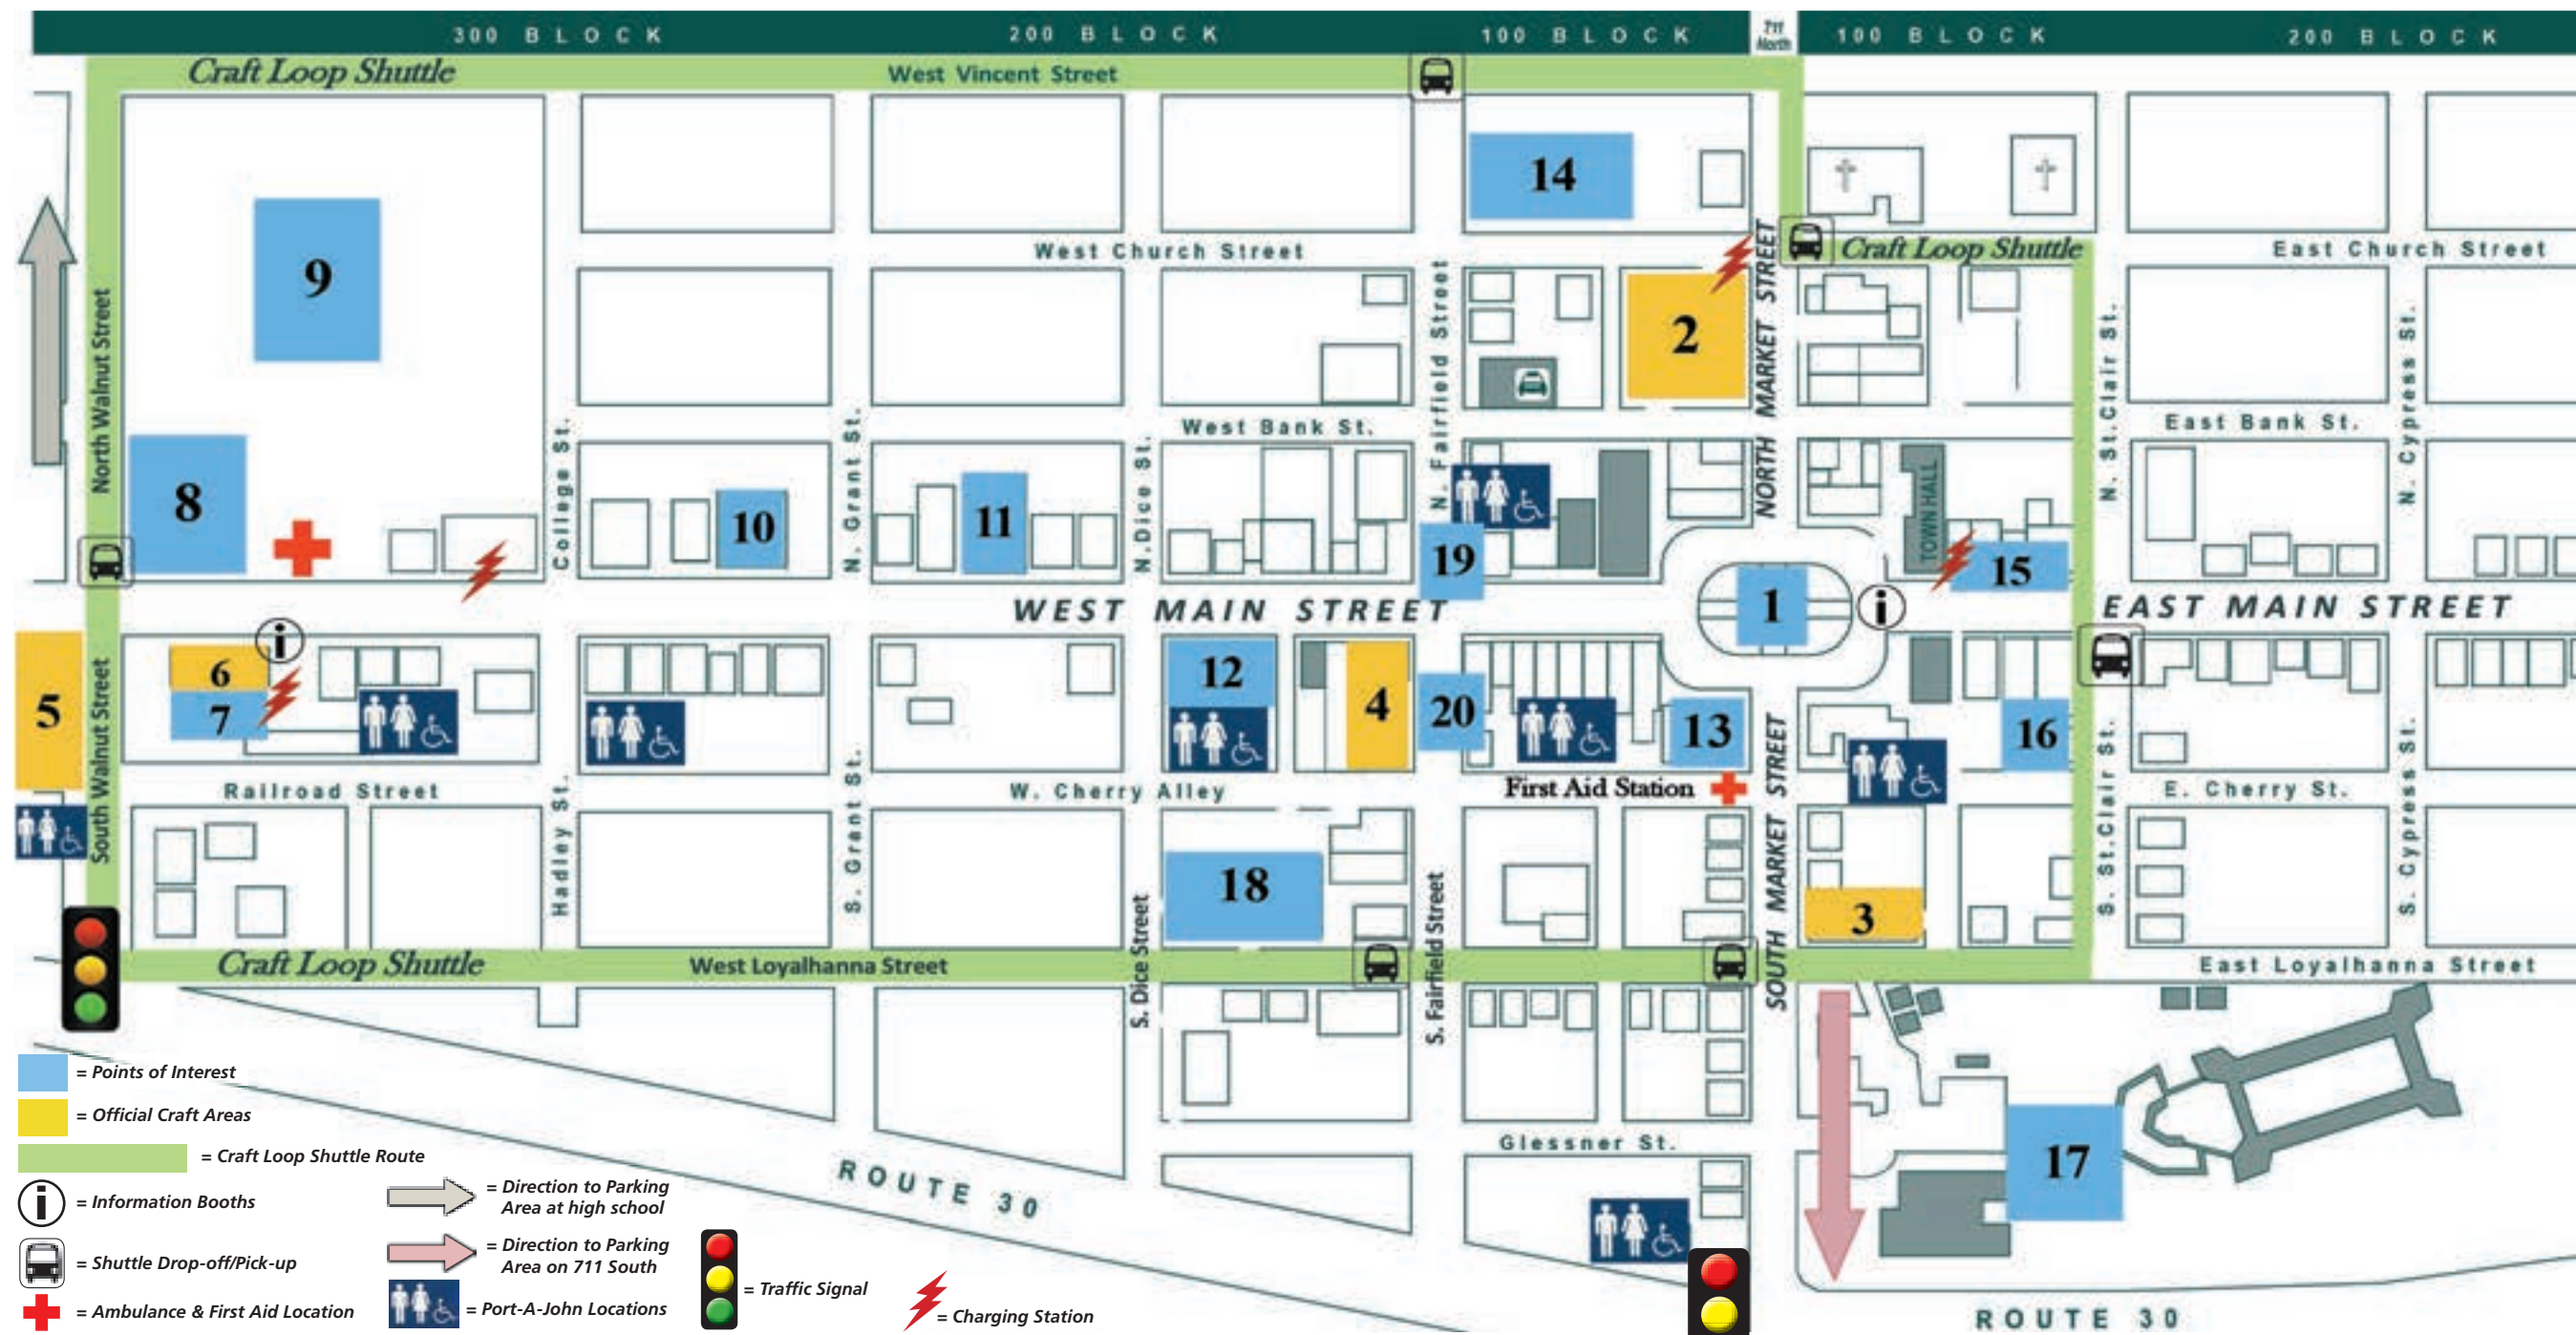 300 BLOCK
200 BLOCK
100 BLOCK
711
North
100 BLOCK
200 BLOCK
Craft Loop Shuttle
West Vincent Street
14
West Church Street
Craft Loop Shuttle
East Church Street
9
2
North Walnut Street
N. Fairfield Street
NORTH MARKET STREET
N. St.Clair St.
N. Cypress St.
West Bank St.
East Bank St.
College St.
N. Grant St.
N.Dice St.
8
10
11
19
TOWN HALL
15
1
i
WEST MAIN STREET
EAST MAIN STREET
i
5
6
7
12
4
20
13
16
South Walnut Street
Railroad Street
W. Cherry Alley
First Aid Station
E. Cherry St.
Hadley St.
S. Grant St.
S. Dice Street
S. Fairfield Street
SOUTH MARKET STREET
S. St.Clair St.
S. Cypress St.
18
3
Craft Loop Shuttle
West Loyalhanna Street
East Loyalhanna Street
Glessner St.
17
ROUTE 30
ROUTE 30
= Points of Interest
= Official Craft Areas
= Craft Loop Shuttle Route
i = Information Booths
= Shuttle Drop-off/Pick-up
= Ambulance & First Aid Location
= Direction to Parking
Area at high school
= Direction to Parking
Area on 711 South
= Port-A-John Locations
= Traffic Signal
= Charging Station